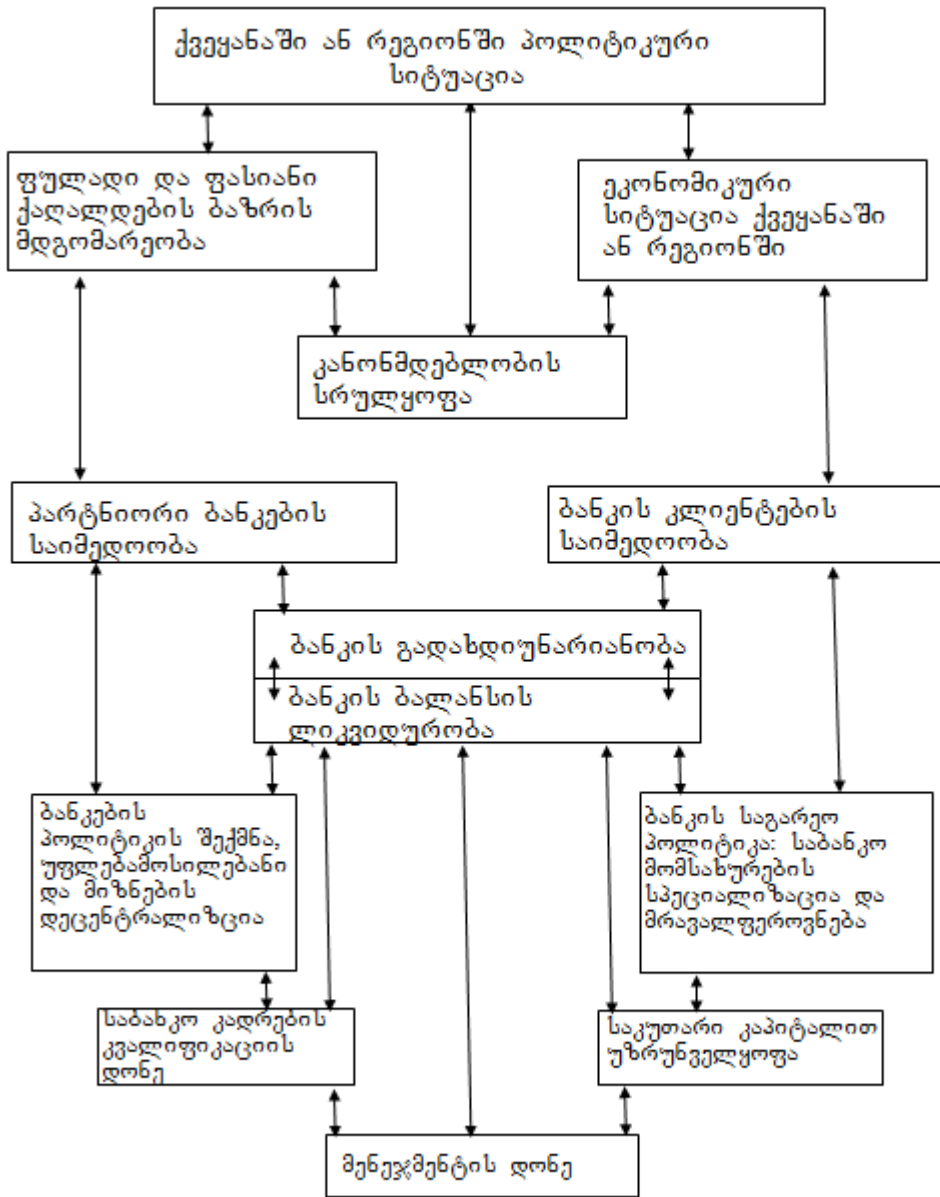 ქვეყანაში ან რეგიონში პოლიტიკური
სიტუაცია
ფულადი და ფასიანი
ქაღალდების ბაზრის
მდგომარეობა
ეკონომიკური
სიტუაცია ქვეყანაში
ან რეგიონში
კანონმდებლობის
სრულყოფა
პარტნიორი ბანკების
საიმედოობა
ბანკის კლიენტების
საიმედოობა
ბანკის გადახდიუნარიანობა
ბანკის ბალანსის
ლიკვიდურობა
ბანკების
პოლიტიკის შექმნა,
უფლებამოსილებანი
და მიზნების
დეცენტრალიზცია
ბანკის საგარეო
პოლიტიკა: საბანკო
მომსახურების
სპეციალიზაცია და
მრავალფეროვნება
საბანკო კადრების
კვალიფიკაციის
დონე
საკუთარი კაპიტალით
უზრუნველყოფა
მენეჯმენტის დონე